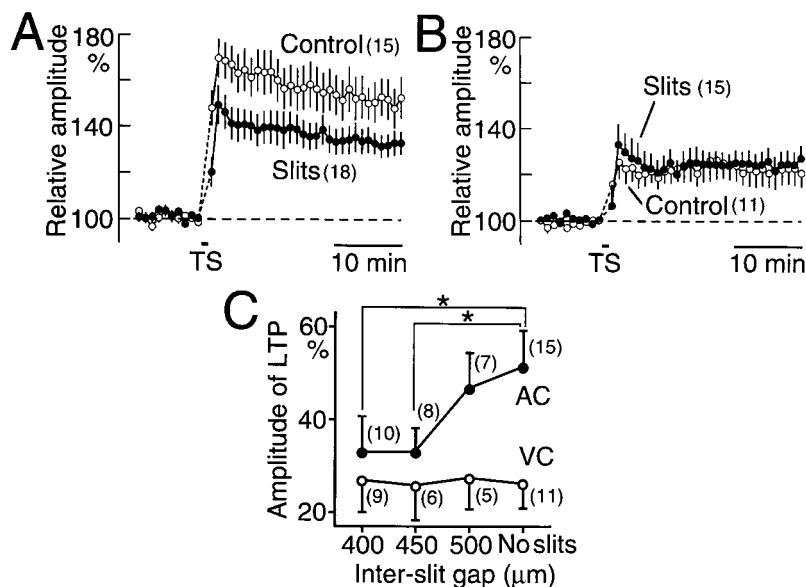 A
Relative amplitude
180
%
140
100
Control (15)
Slits (18)
TS
10 min
B
Relative amplitude
180
%
140
100
Slits (15)
Control (11)
TS
10 min
C
Amplitude of LTP
60
%
40
20
*
*
(10)
(8)
(7)
(15)
AC
VC
(9)
(6)
(5)
(11)
400 450 500 No slits
Inter-slit gap (μm)